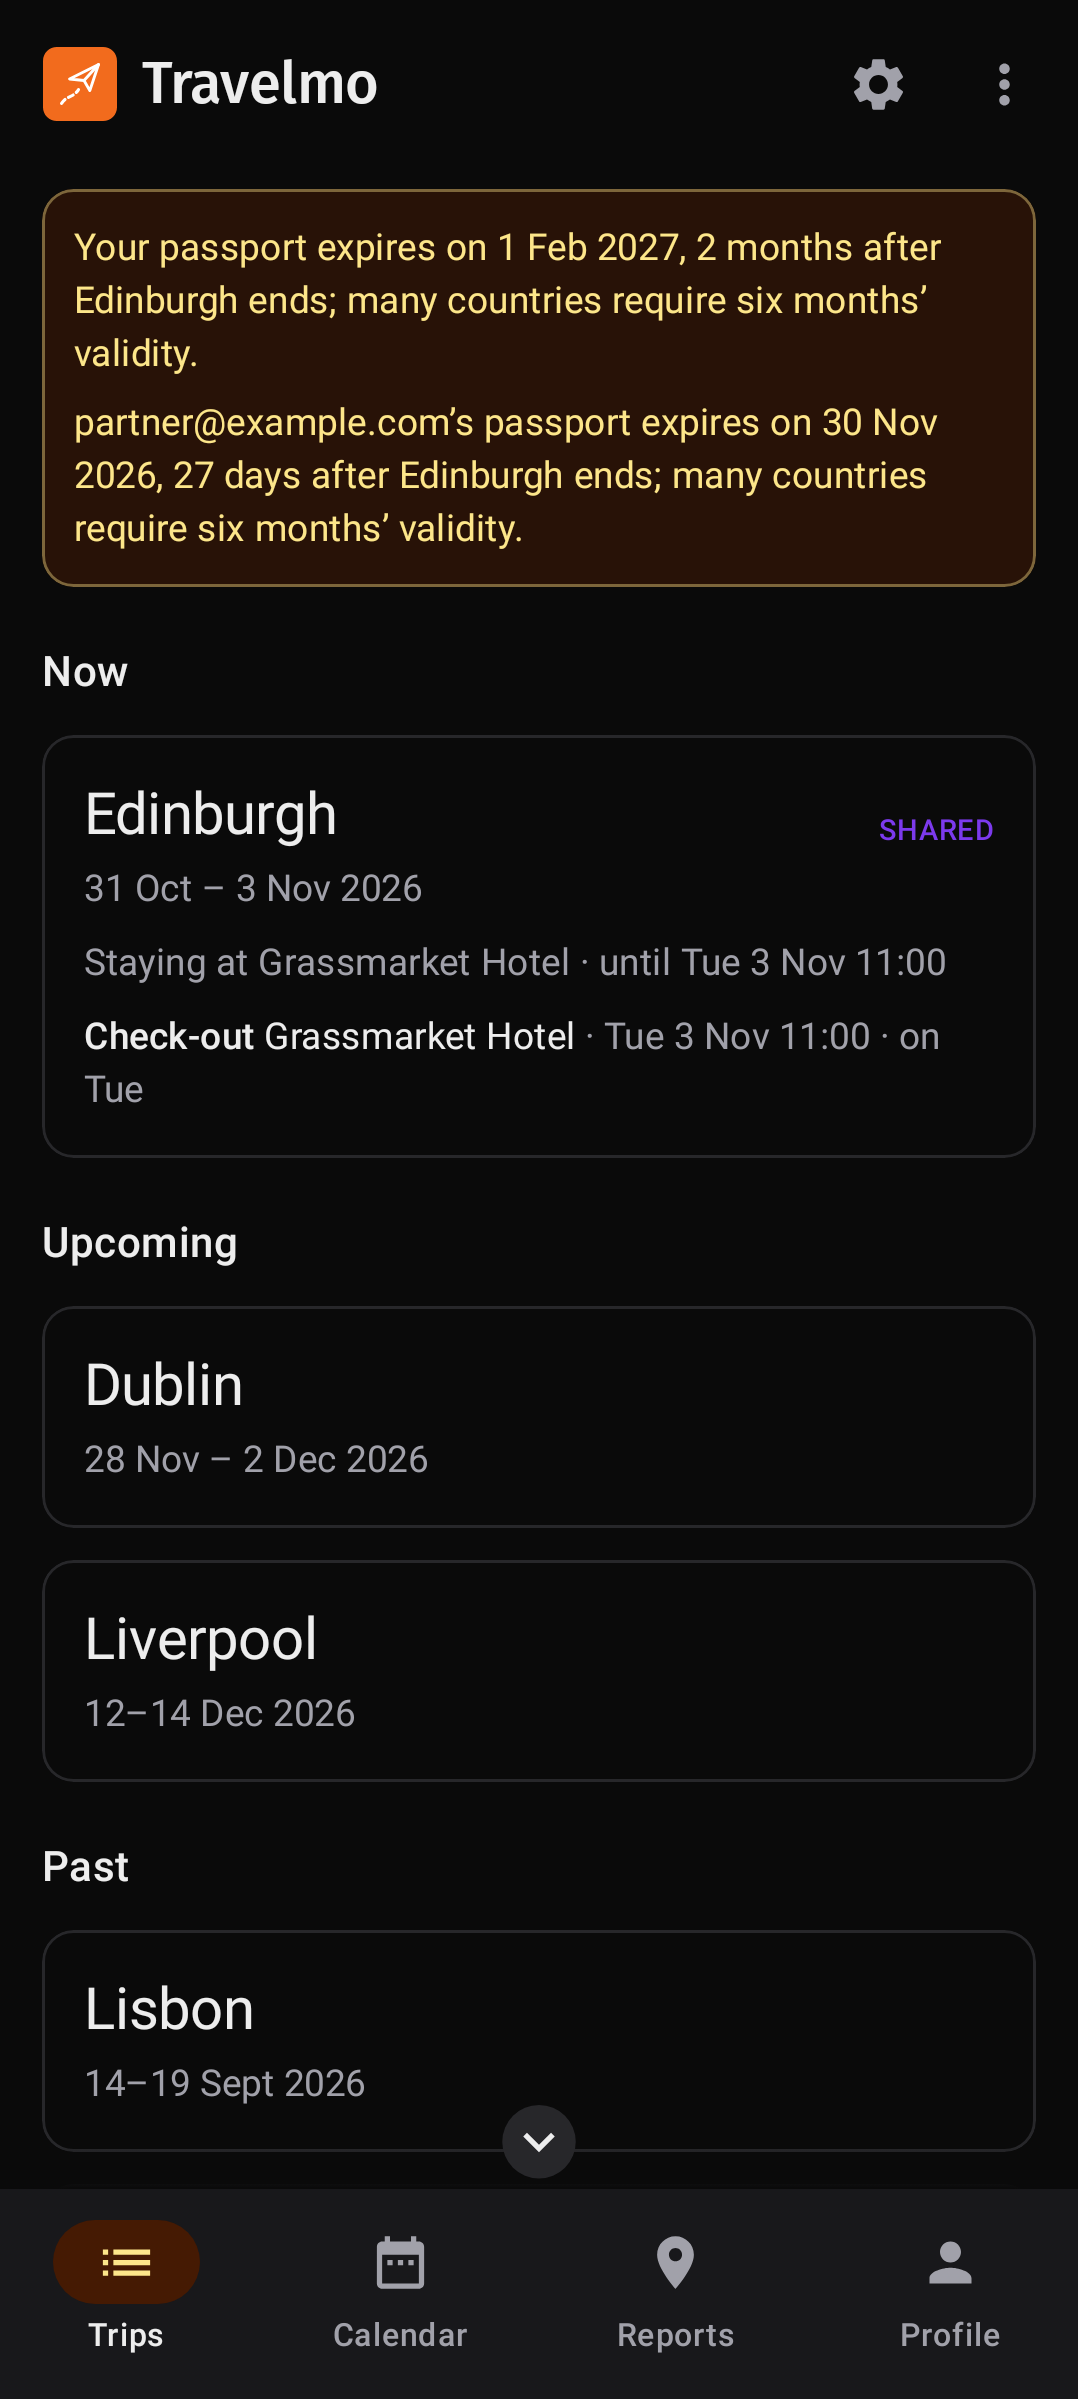 Travelmo
Your passport expires on 1 Feb 2027, 2 months after
Edinburgh ends; many countries require six months’
validity.
partner@example.com’s passport expires on 30 Nov
2026, 27 days after Edinburgh ends; many countries
require six months’ validity.
Now
Edinburgh
SHARED
31 Oct – 3 Nov 2026
Staying at Grassmarket Hotel · until Tue 3 Nov 11:00
Check-out Grassmarket Hotel · Tue 3 Nov 11:00 · on
Tue
Upcoming
Dublin
28 Nov – 2 Dec 2026
Liverpool
12–14 Dec 2026
Past
Lisbon
14–19 Sept 2026
Trips
Calendar
Reports
Profile